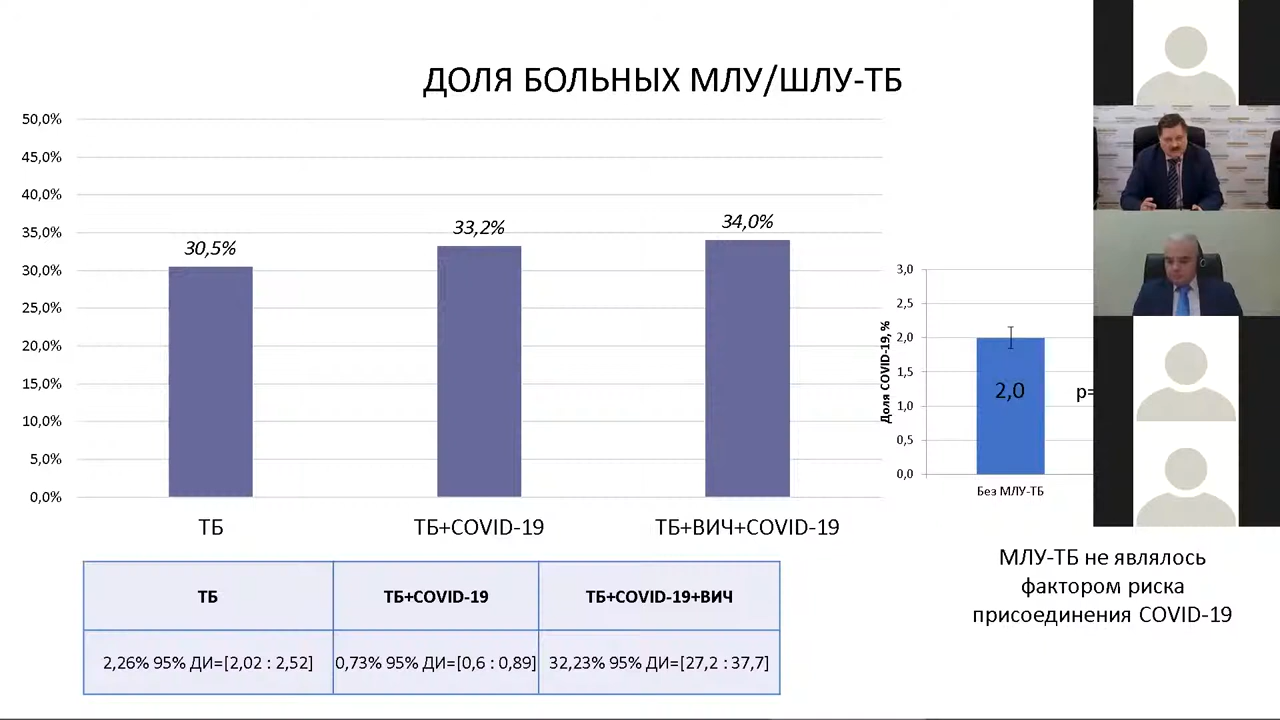 ДОЛЯ БОЛЬНЫХ МЛУ/ШЛУ-ТБ
50,0%
45,0%
40,0%
35,0%
30,0%
25,0%
20,0%
15,0%
10,0%
5,0%
0,0%
30,5%
33,2%
34,0%
ТБ
ТБ+COVID-19
ТБ+ВИЧ+COVID-19
Доля COVID-19, %
3,0
2,5
2,0
1,5
1,0
0,5
0,0
2,0
p=
Без МЛУ-ТБ
ТБ
ТБ+COVID-19
ТБ+COVID-19+ВИЧ
2,26% 95% ДИ=[2,02 : 2,52]
0,73% 95% ДИ=[0,6 : 0,89]
32,23% 95% ДИ=[27,2 : 37,7]
МЛУ-ТБ не являлось
фактором риска
присоединения COVID-19